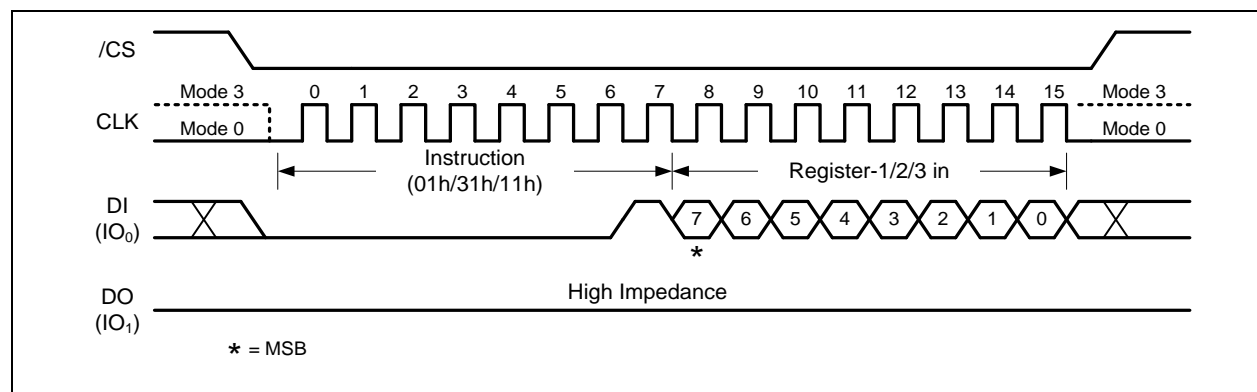 /CS
Mode 3 0 1 2 3 4 5 6 7 8 9 10 11 12 13 14 15 Mode 3
CLK
Mode 0 Mode 0
Instruction
(01h/31h/11h)
Register-1/2/3 in
DI
(IO₀)
7 6 5 4 3 2 1 0
*
High Impedance
DO
(IO₁)
* = MSB